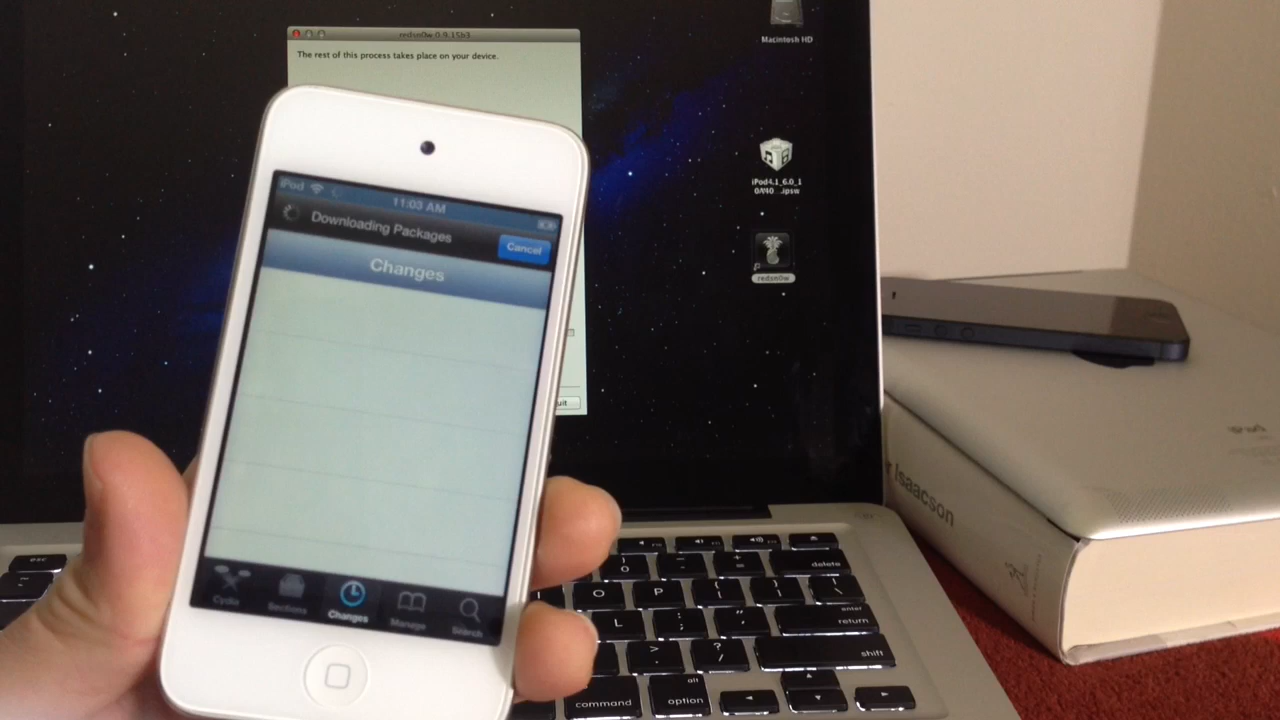 redsn0w 0.9.15b3
The rest of this process takes place on your device.
Macintosh HD
iPod4,1_6.0_1
redsn0w
iPod
11:03 AM
Downloading Packages
Cancel
Changes
Cydia
Sections
Changes
Manage
Search
iPad
Isaacson
esc
delete
O
P
enter
return
L
shift
command
alt
option